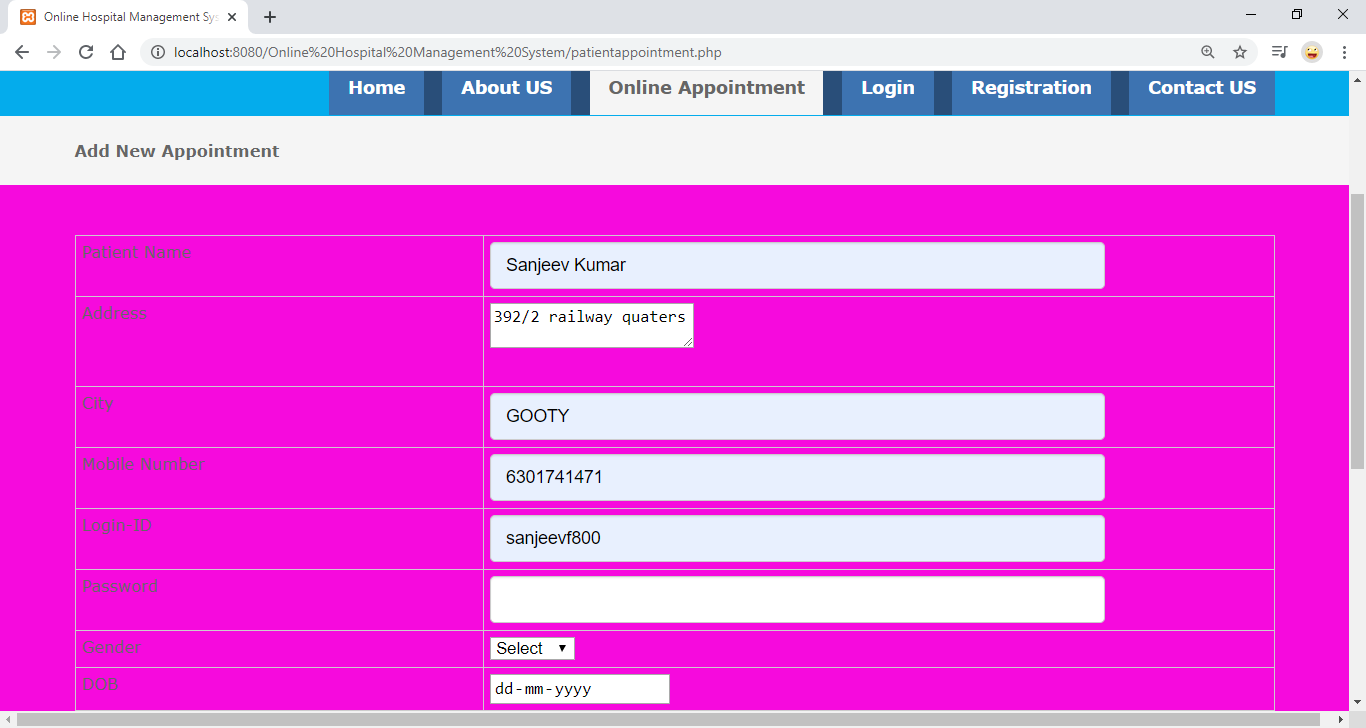 Online Hospital Management Sys
localhost:8080/Online%20Hospital%20Management%20System/patientappointment.php
Home About US Online Appointment Login Registration Contact US
Add New Appointment
Patient Name Sanjeev Kumar
Address 392/2 railway quaters
City GOOTY
Mobile Number 6301741471
Login ID sanjeevf800
Password
Gender Select
DOB dd-mm-yyyy